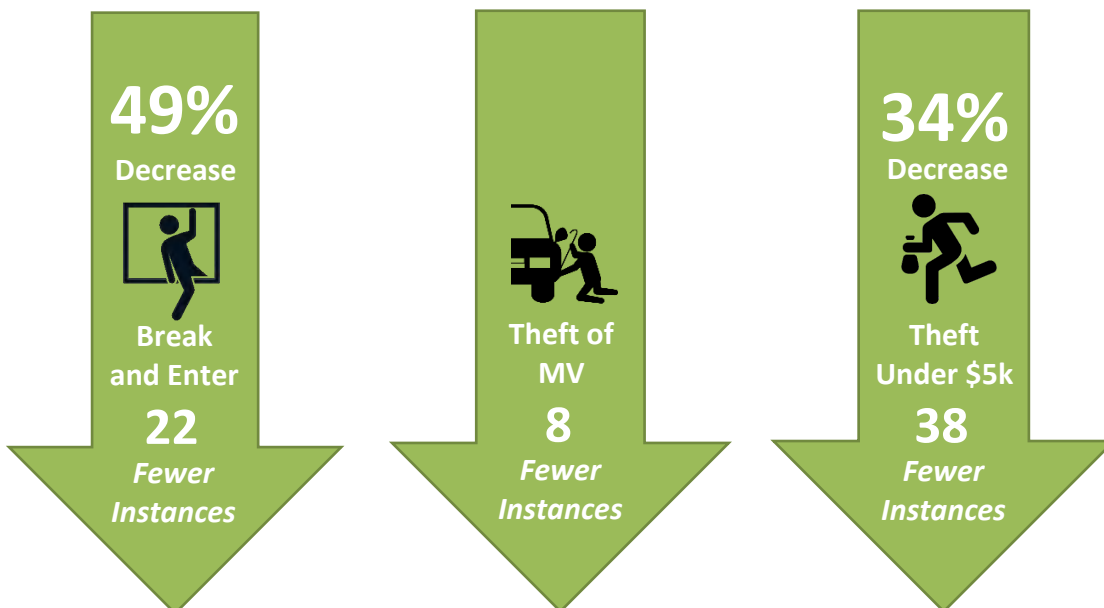 49%
Decrease
Break
and Enter
22
Fewer
Instances
Theft of
MV
8
Fewer
Instances
34%
Decrease
Theft
Under $5k
38
Fewer
Instances